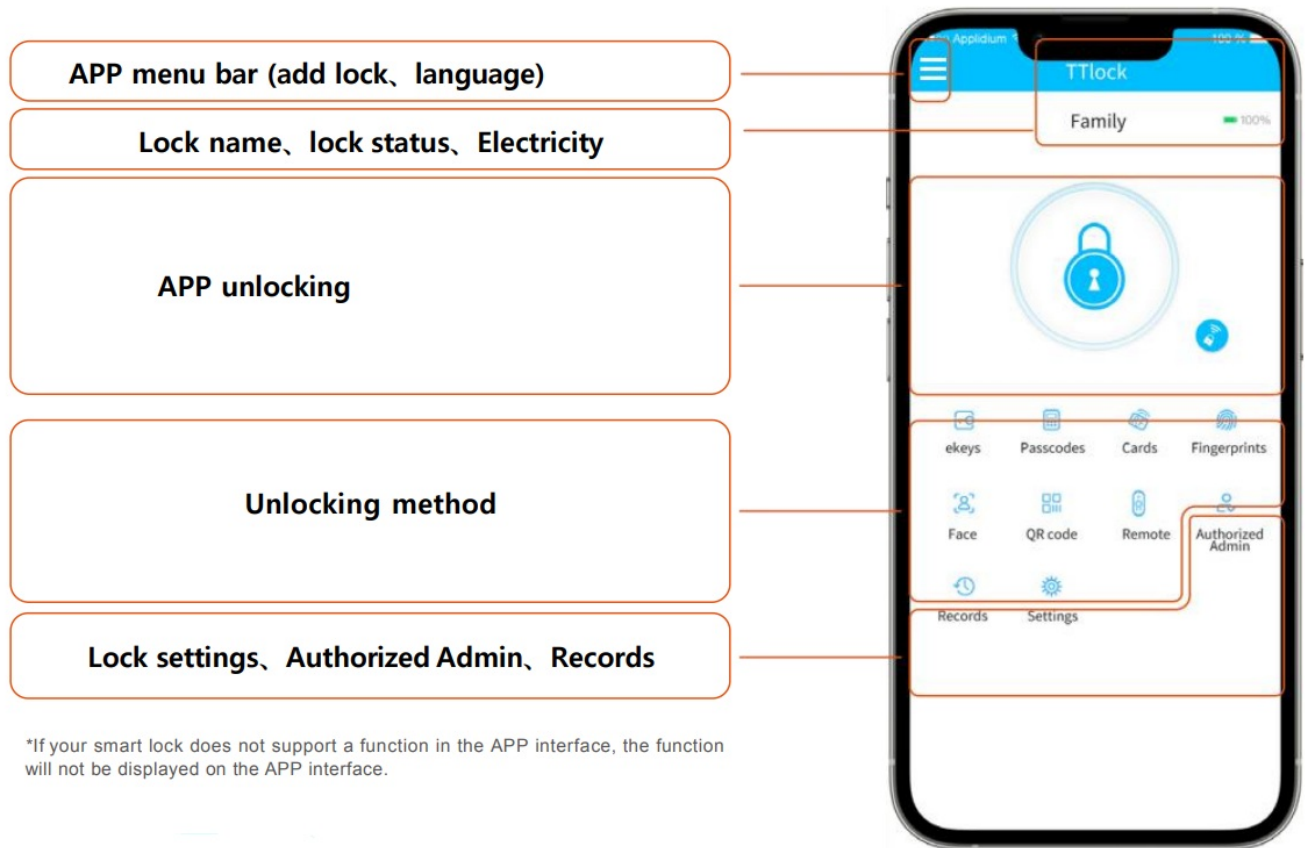 APP menu bar (add lock、language)
Lock name、lock status、Electricity
APP unlocking
Unlocking method
Lock settings、Authorized Admin、Records
*If your smart lock does not support a function in the APP interface, the function
will not be displayed on the APP interface.
Applidium
100 %
TTlock
Family
100%
ekeys
Passcodes
Cards
Fingerprints
Face
QR code
Remote
Authorized
Admin
Records
Settings